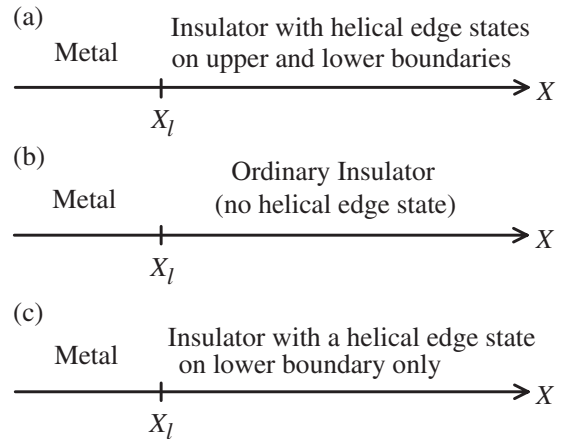 (a)
Insulator with helical edge states
Metal
on upper and lower boundaries
X
X_l
(b)
Ordinary Insulator
Metal
(no helical edge state)
X
X_l
(c)
Insulator with a helical edge state
Metal
on lower boundary only
X
X_l